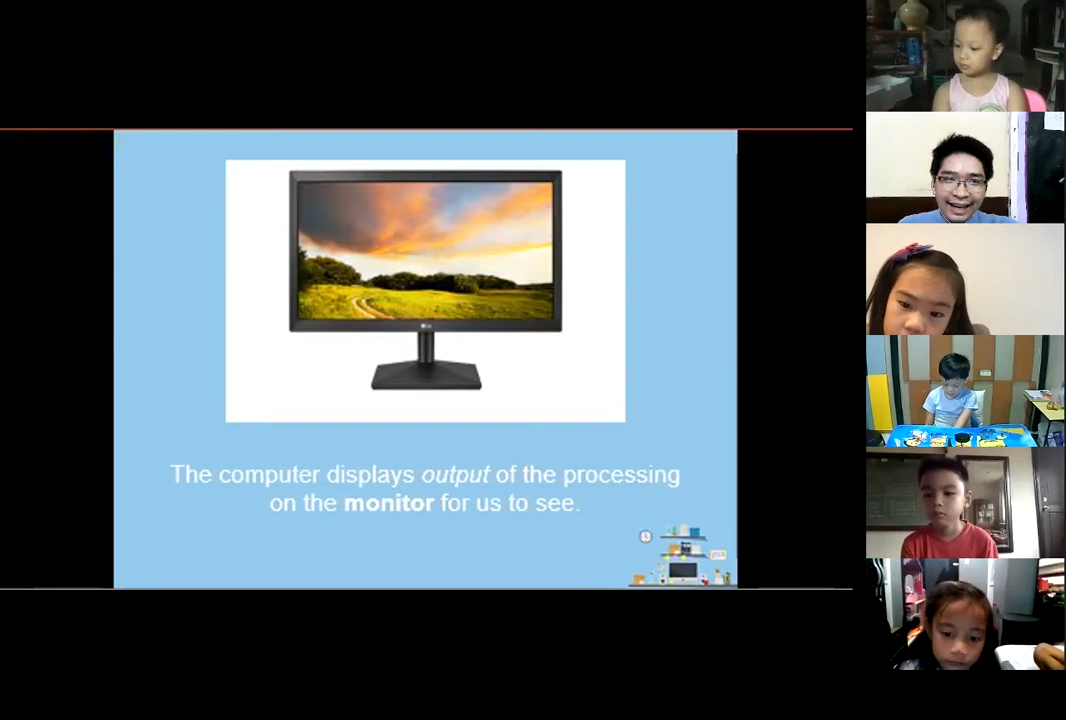 The computer displays output of the processing
on the monitor for us to see.